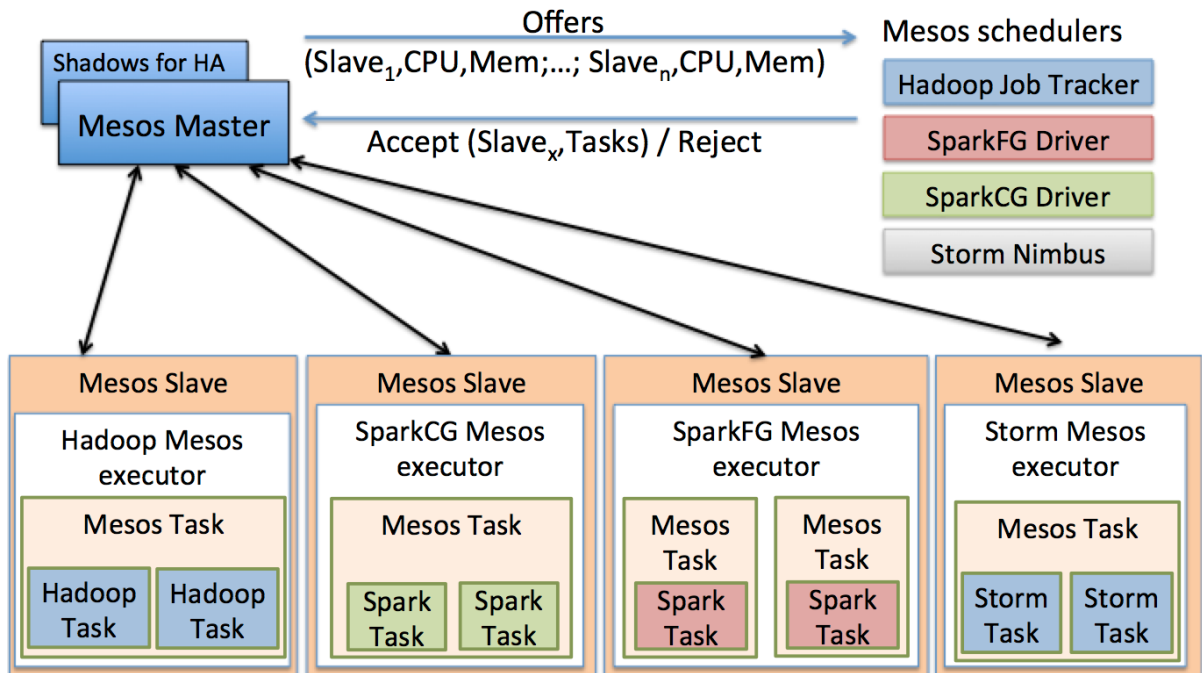 Offers
(Slave1,CPU,Mem;...; Slaven,CPU,Mem)
Accept (Slavex,Tasks) / Reject
Shadows for HA
Mesos Master
Mesos schedulers
Hadoop Job Tracker
SparkFG Driver
SparkCG Driver
Storm Nimbus
Mesos Slave
Hadoop Mesos
executor
Mesos Task
Hadoop
Task
Hadoop
Task
Mesos Slave
SparkCG Mesos
executor
Mesos Task
Spark
Task
Spark
Task
Mesos Slave
SparkFG Mesos
executor
Mesos
Task
Spark
Task
Mesos
Task
Spark
Task
Mesos Slave
Storm Mesos
executor
Mesos Task
Storm
Task
Storm
Task